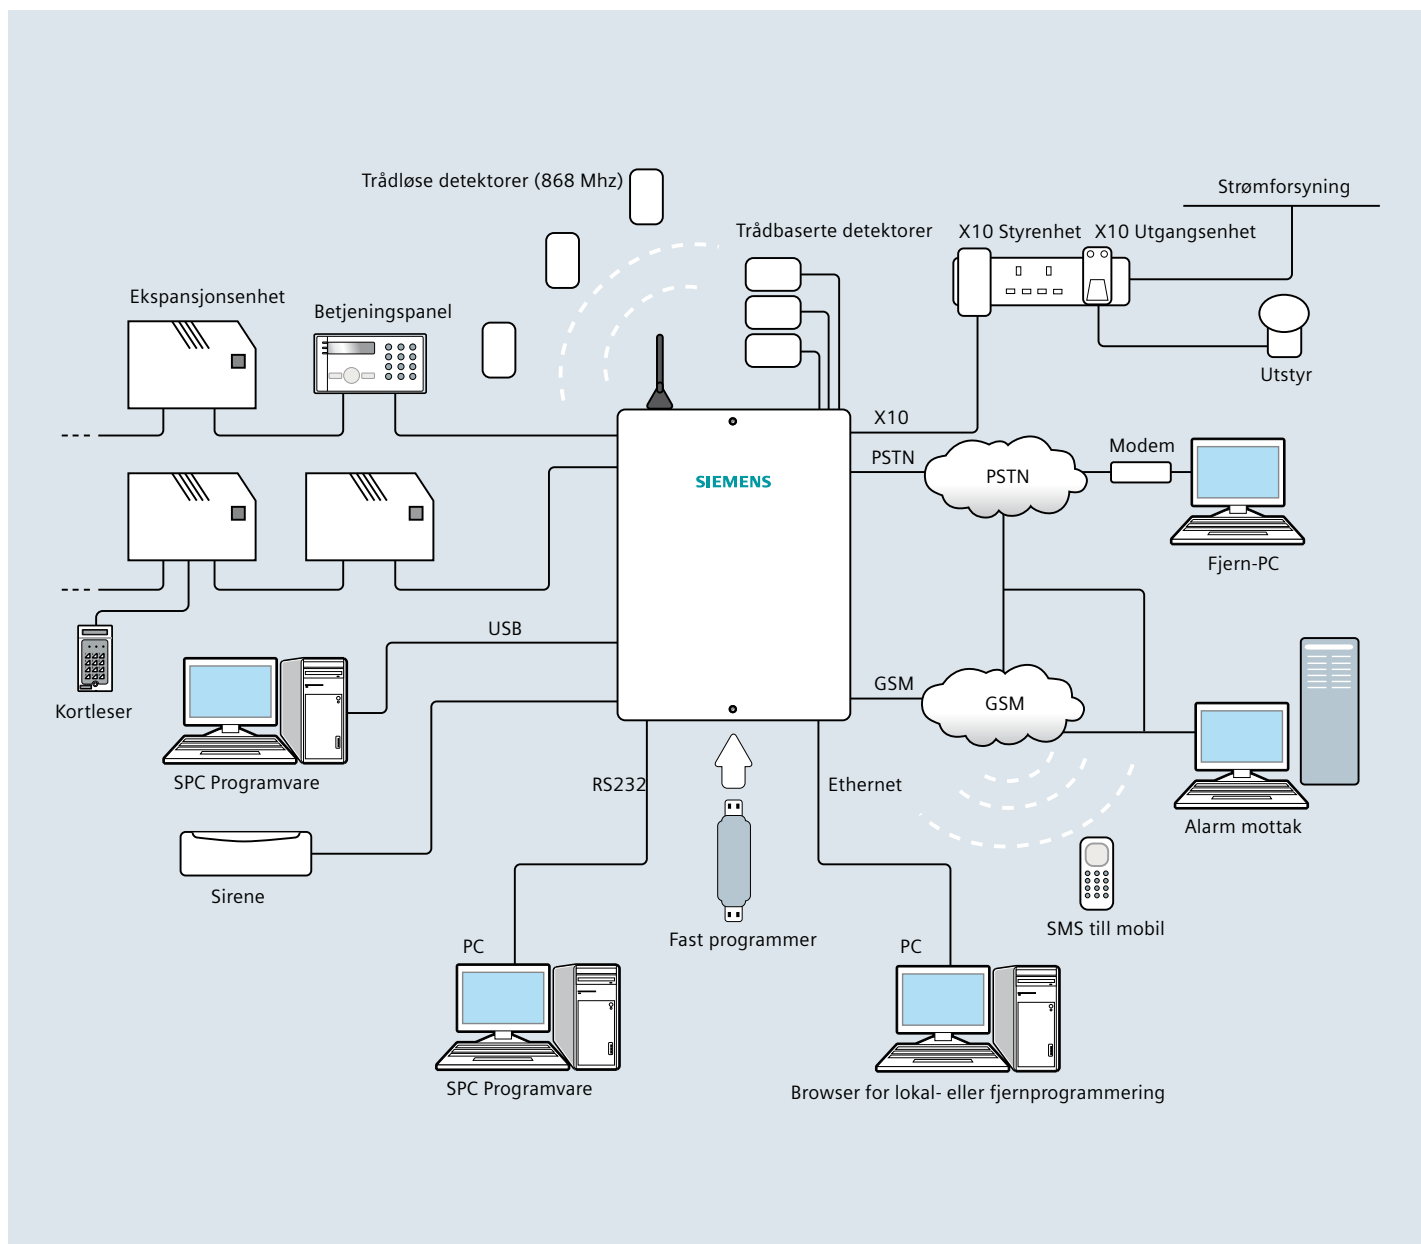 Trådløse detektorer (868 Mhz)
Strømforsyning
Trådbaserte detektorer
X10 Styrenhet
X10 Utgangsenhet
Ekspansjonsenhet
Betjeningspanel
Utstyr
X10
Modem
PSTN
PSTN
SIEMENS
Fjern-PC
USB
GSM
GSM
Kortleser
SPC Programvare
RS232
Ethernet
Alarm mottak
Sirene
SMS till mobil
Fast programmer
PC
PC
SPC Programvare
Browser for lokal- eller fjernprogrammering